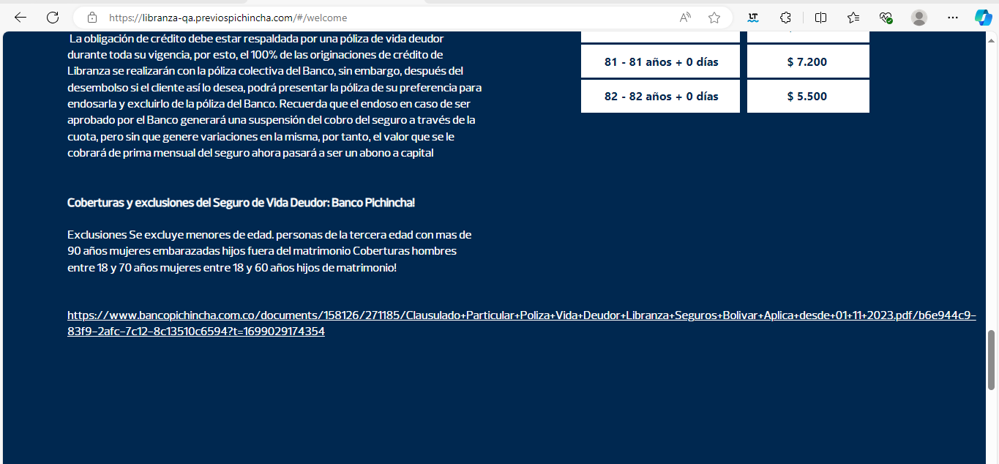 https://libranza-qa.previospichincha.com/#/welcome
La obligación de crédito debe estar respaldada por una póliza de vida deudor
durante toda su vigencia, por esto, el 100% de las originaciones de crédito de
Libranza se realizarán con la póliza colectiva del Banco, sin embargo, después del
desembolso si el cliente así lo desea, podrá presentar la póliza de su preferencia para
endosarla y excluirlo de la póliza del Banco. Recuerda que el endoso en caso de ser
aprobado por el Banco generará una suspensión del cobro del seguro a través de la
cuota, pero sin que genere variaciones en la misma, por tanto, el valor que se le
cobrará de prima mensual del seguro ahora pasará a ser un abono a capital
81 - 81 años + 0 días
$ 7.200
82 - 82 años + 0 días
$ 5.500
Coberturas y exclusiones del Seguro de Vida Deudor: Banco Pichincha!
Exclusiones Se excluye menores de edad. personas de la tercera edad con mas de
90 años mujeres embarazadas hijos fuera del matrimonio Coberturas hombres
entre 18 y 70 años mujeres entre 18 y 60 años hijos de matrimonio!
https://www.bancopichincha.com.co/documents/158126/271185/Clausulado+Particular+Poliza+Vida+Deudor+Libranza+Seguros+Bolivar+Aplica+desde+01+11+2023.pdf/b6e944c9-
83f9-2afc-7c12-8c13510c6594?t=1699029174354